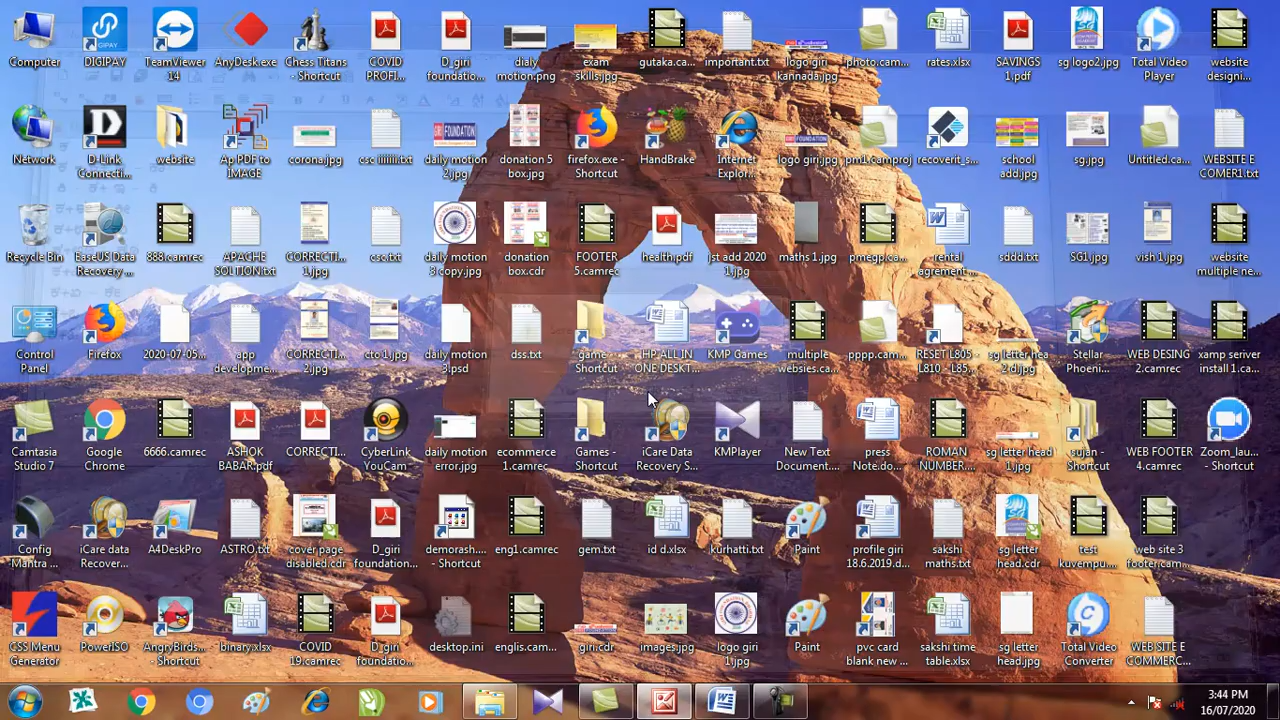 Computer
DIGIPAY
TeamViewer
14
AnyDesk.exe
Chess Titans
- Shortcut
COVID
PROFI...
D_giri
foundatio...
dialy
motion.png
exam
skills.jpg
gutaka.ca...
important.txt
logo giri
kannada.jpg
photo.cam...
rates.xlsx
SAVINGS
1.pdf
sg logo2.jpg
Total Video
Player
website
designi...
Network
D-Link
Connecti...
website
Ap PDF to
IMAGE
corona.jpg
csc iiiiiii.txt
daily motion
2.jpg
donation 5
box.jpg
firefox.exe -
Shortcut
HandBrake
Internet
Explor...
logo giri.jpg
pm1.camproj
recoverit_s...
school
add.jpg
sg.jpg
Untitled.ca...
WEBSITE E
COMER1.txt
Recycle Bin
EaseUS Data
Recovery ...
888.camrec
APACHE
SOLTION.txt
CORRECTI...
1.jpg
csc.txt
daily motion
3 copy.jpg
donation
box.cdr
FOOTER
5.camrec
health.pdf
jst add 2020
1.jpg
maths 1.jpg
pmegp.ca...
rental
agrement...
sddd.txt
SG1.jpg
vish 1.jpg
website
multiple ne...
Control
Panel
Firefox
2020-07-05...
app
developme...
CORRECTI...
2.jpg
cto 1.jpg
daily motion
3.psd
dss.txt
game -
Shortcut
HP ALL IN
ONE DESKT...
KMP Games
multiple
websies.ca...
pppp.cam...
RESET L805 -
L810 - L85...
sg letter hea
2 d.jpg
Stellar
Phoeni...
WEB DESING
2.camrec
xamp server
install 1.ca...
Camtasia
Studio 7
Google
Chrome
6666.camrec
ASHOK
BABAR.pdf
CORRECTI...
CyberLink
YouCam
daily motion
error.jpg
ecommerce
1.camrec
Games -
Shortcut
iCare Data
Recovery S...
KMPlayer
New Text
Document...
press
Note.do...
ROMAN
NUMBER....
sg letter head
1.jpg
sujan -
Shortcut
WEB FOOTER
4.camrec
Zoom_lau...
- Shortcut
Config
Mantra ...
iCare data
Recover...
A4DeskPro
ASTRO.txt
cover page
disabled.cdr
D_giri
foundation...
demorash....
- Shortcut
eng1.camrec
gem.txt
id d.xlsx
kurhatti.txt
Paint
profile giri
18.6.2019.d...
sakshi
maths.txt
sg letter
head.cdr
test
kuvempu....
web site 3
footer.cam...
CSS Menu
Generator
PowerISO
AngryBirds...
- Shortcut
binary.xlsx
COVID
19.camrec
D_giri
foundatio...
desktop.ini
englis.cam...
giri.cdr
images.jpg
logo giri
1.jpg
Paint
pvc card
blank new ...
sakshi time
table.xlsx
sg letter
head.jpg
Total Video
Converter
WEB SITE E
COMMERC...
3:44 PM
16/07/2020